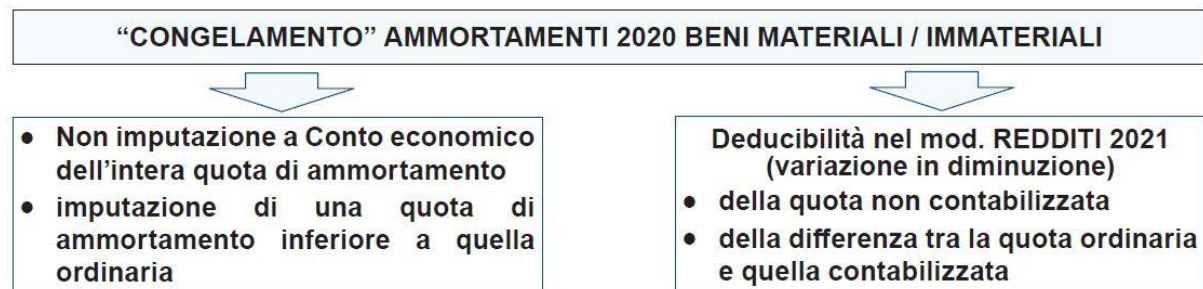 “CONGELAMENTO” AMMORTAMENTI 2020 BENI MATERIALI / IMMATERIALI
● Non imputazione a Conto economico
dell’intera quota di ammortamento
● imputazione di una quota di
ammortamento inferiore a quella
ordinaria
Deducibilità nel mod. REDDITI 2021
(variazione in diminuzione)
● della quota non contabilizzata
● della differenza tra la quota ordinaria
e quella contabilizzata